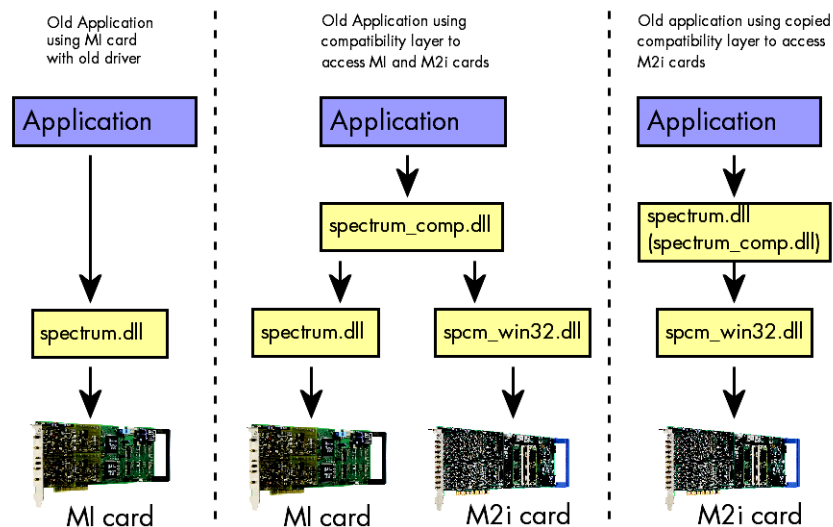 Old Application
using MI card
with old driver
Application
spectrum.dll
MI card
Old Application using
compatibility layer to
access MI and M2i cards
Application
spectrum_comp.dll
spectrum.dll
spcm_win32.dll
MI card
M2i card
Old application using copied
compatibility layer to access
M2i cards
Application
spectrum.dll
(spectrum_comp.dll)
spcm_win32.dll
M2i card